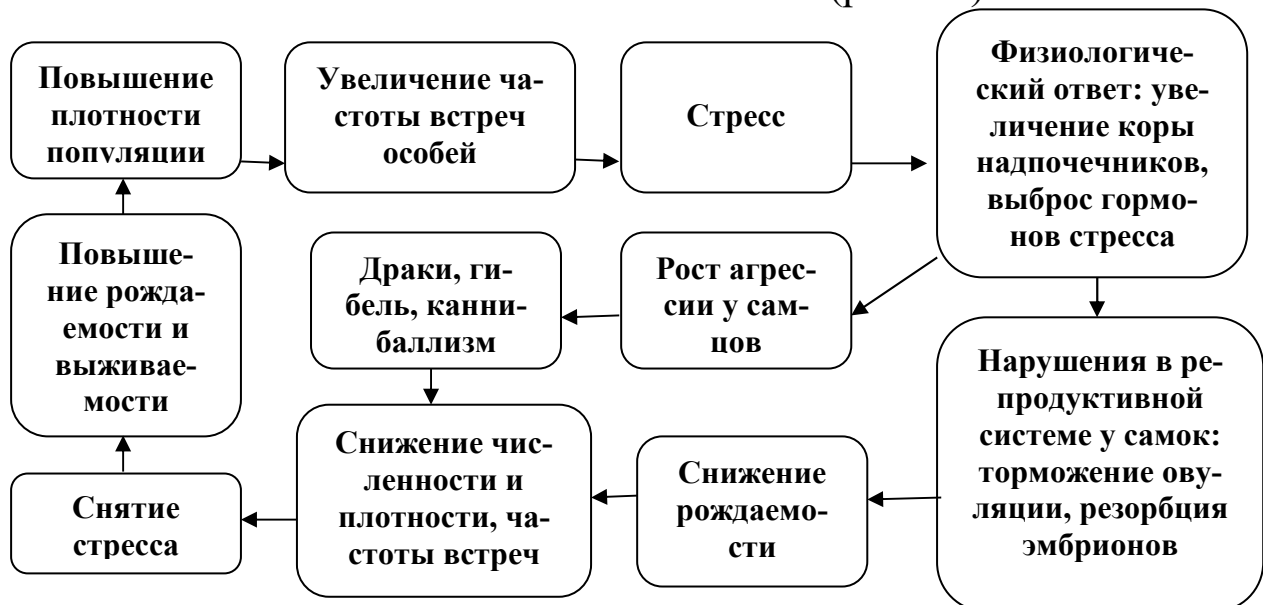 (р
Повышение
плотности
популяции
Увеличение ча-
стоты встреч
особей
Стресс
Физиологиче-
ский ответ: уве-
личение коры
надпочечников,
выброс гормо-
нов стресса
Повыше-
ние рожда-
емости и
выживае-
мости
Драки, ги-
бель, канни-
баллизм
Рост агрес-
сии у сам-
цов
Нарушения в ре-
продуктивной
системе у самок:
торможение ову-
ляции, резорбция
эмбрионов
Снижение чис-
ленности и
плотности, ча-
стоты встреч
Снижение
рождаемо-
сти
Снятие
стресса